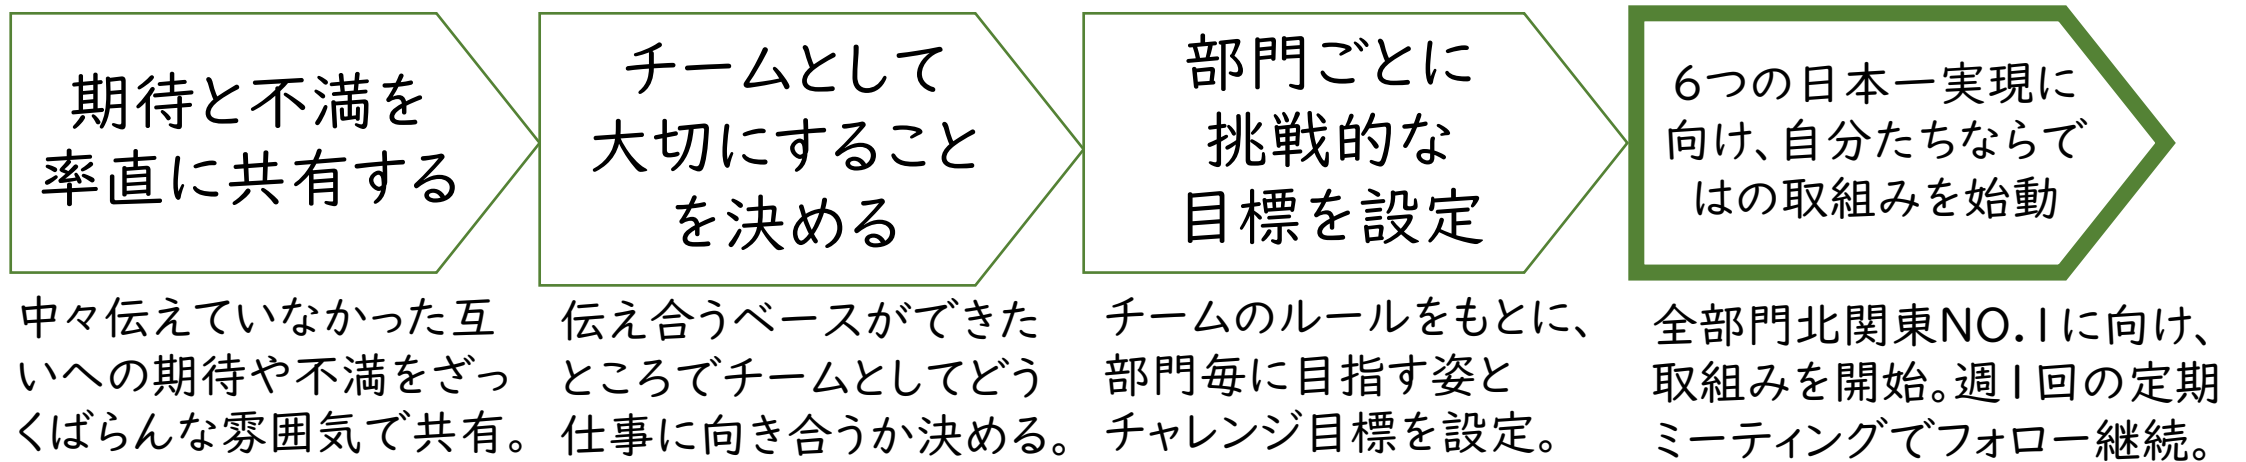 期待と不満を
率直に共有する
中々伝えていなかった互
いへの期待や不満をざっ
くばらんな雰囲気で共有。
チームとして
大切にすること
を決める
伝え合うベースができた
ところでチームとしてどう
仕事に向き合うか決める。
部門ごとに
挑戦的な
目標を設定
チームのルールをもとに、
部門毎に目指す姿と
チャレンジ目標を設定。
6つの日本一実現に
向け、自分たちならで
はの取組みを始動
全部門北関東NO.1に向け、
取組みを開始。週1回の定期
ミーティングでフォロー継続。